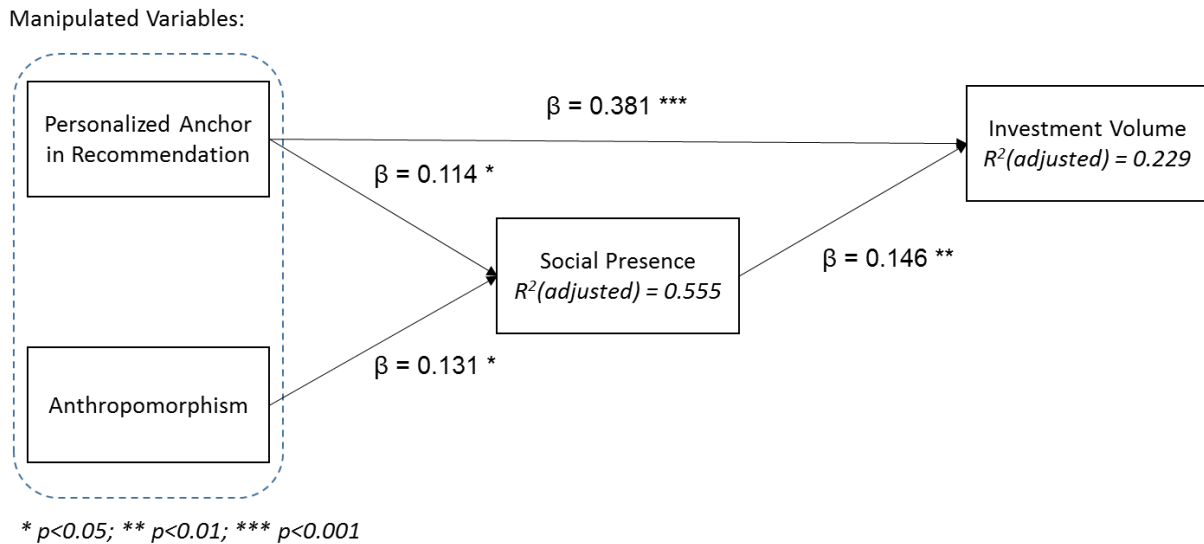 Manipulated Variables:
Personalized Anchor
in Recommendation
β = 0.381 ***
Investment Volume
R²(adjusted) = 0.229
β = 0.114 *
Social Presence
R²(adjusted) = 0.555
β = 0.146 **
β = 0.131 *
Anthropomorphism
* p<0.05; ** p<0.01; *** p<0.001